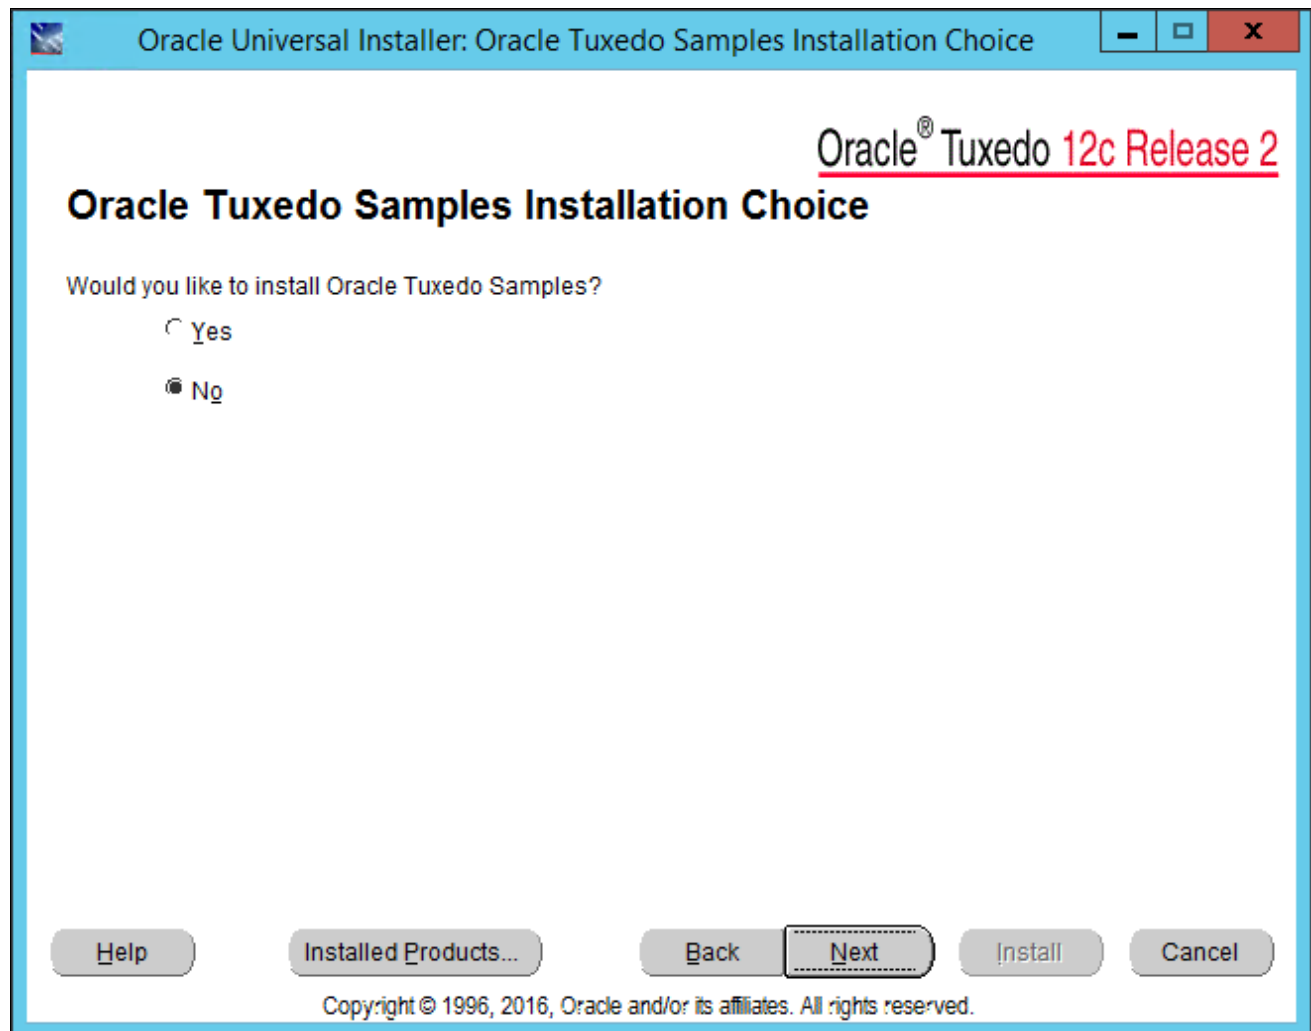 Oracle Universal Installer: Oracle Tuxedo Samples Installation Choice
Oracle® Tuxedo 12c Release 2
Oracle Tuxedo Samples Installation Choice
Would you like to install Oracle Tuxedo Samples?
Yes
No
Help Installed Products... Back Next Install Cancel
Copyright © 1996, 2016, Oracle and/or its affiliates. All rights reserved.